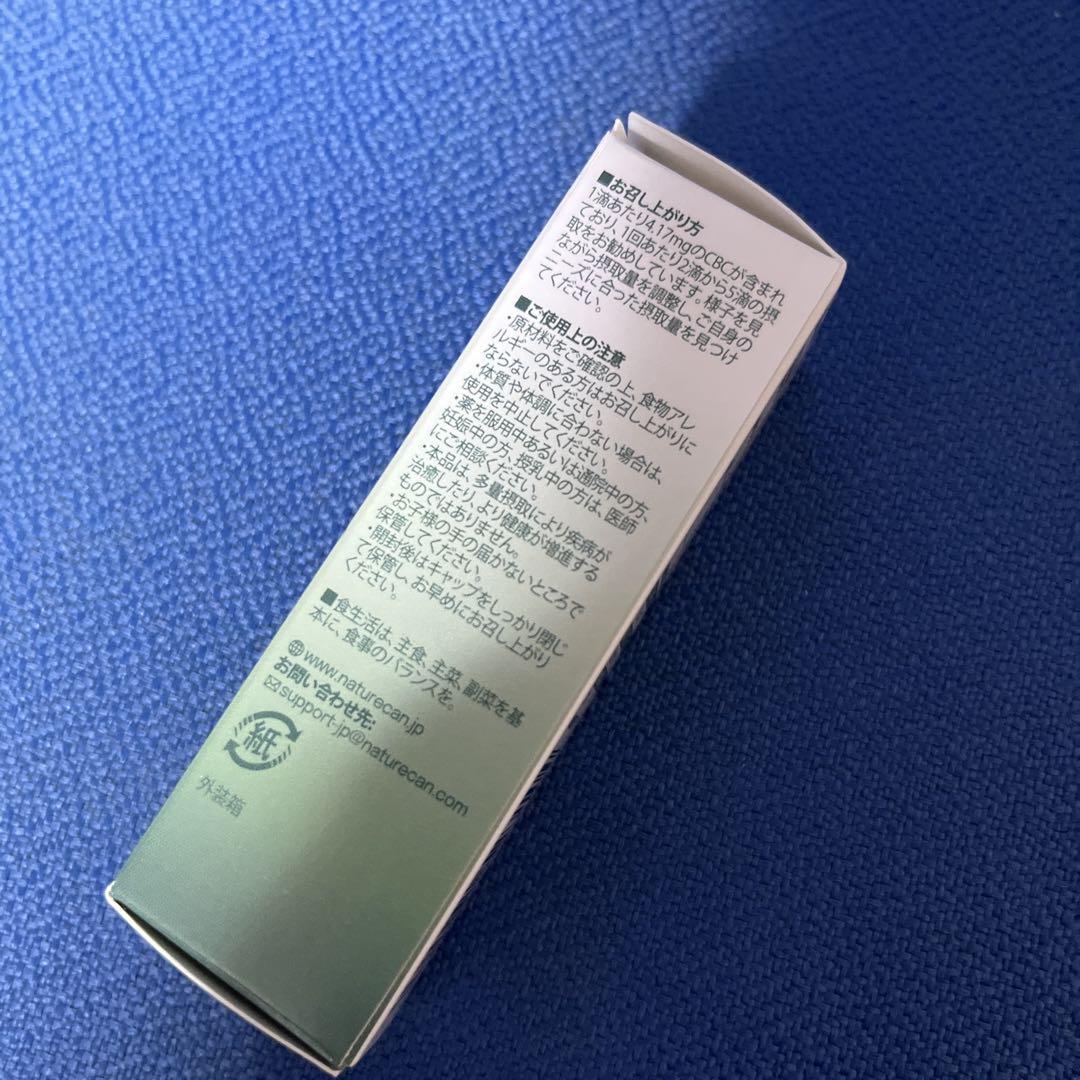 ■お召し上がり方
1滴あたり4.17mgのCBCが含まれ
ており、1回あたり2滴から5滴の摂
取をお勧めしています。様子を見
ながら摂取量を調整し、ご自身の
ニーズに合った摂取量を見つけ
てください。
■ご使用上の注意
・原材料をご確認の上、食物アレ
ルギーのある方はお召し上がりに
ならないでください。
・体質や体調に合わない場合は、
使用を中止してください。
・薬を服用中あるいは通院中の方、
妊娠中の方、授乳中の方は、医師
にご相談ください。
・本品は、多量摂取により疾病が
治癒したり、より健康が増進する
ものではありません。
・お子様の手の届かないところで
保管してください。
・開封後はキャップをしっかり閉じ
て保管し、お早めにお召し上がり
ください。
■食生活は、主食、主菜、副菜を基
本に、食事のバランスを。
www.naturecan.jp
お問い合わせ先:
support-jp@naturecan.com
紙
外装箱